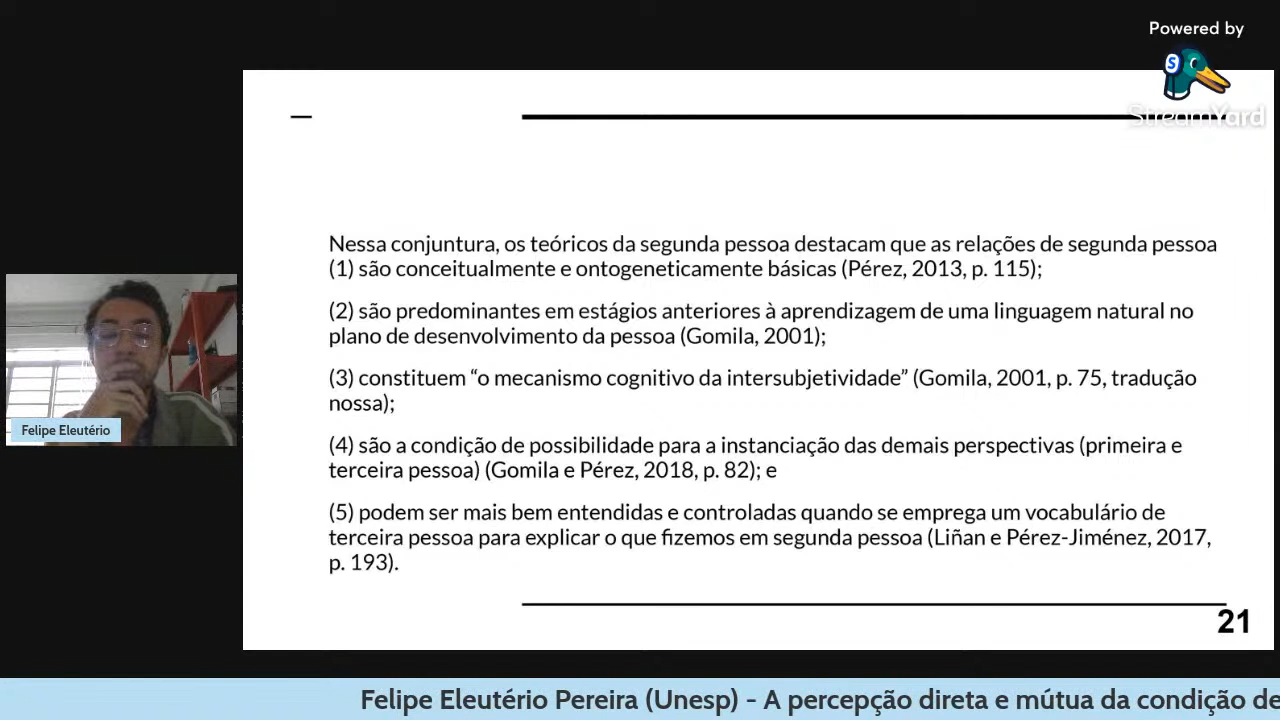 Powered by
StreamYard
Nessa conjuntura, os teóricos da segunda pessoa destacam que as relações de segunda pessoa
(1) são conceitualmente e ontogeneticamente básicas (Pérez, 2013, p. 115);
(2) são predominantes em estágios anteriores à aprendizagem de uma linguagem natural no
plano de desenvolvimento da pessoa (Gomila, 2001);
(3) constituem “o mecanismo cognitivo da intersubjetividade” (Gomila, 2001, p. 75, tradução
nossa);
(4) são a condição de possibilidade para a instanciação das demais perspectivas (primeira e
terceira pessoa) (Gomila e Pérez, 2018, p. 82); e
(5) podem ser mais bem entendidas e controladas quando se emprega um vocabulário de
terceira pessoa para explicar o que fizemos em segunda pessoa (Liñan e Pérez-Jiménez, 2017,
p. 193).
21
Felipe Eleutério
Felipe Eleutério Pereira (Unesp) - A percepção direta e mútua da condição de